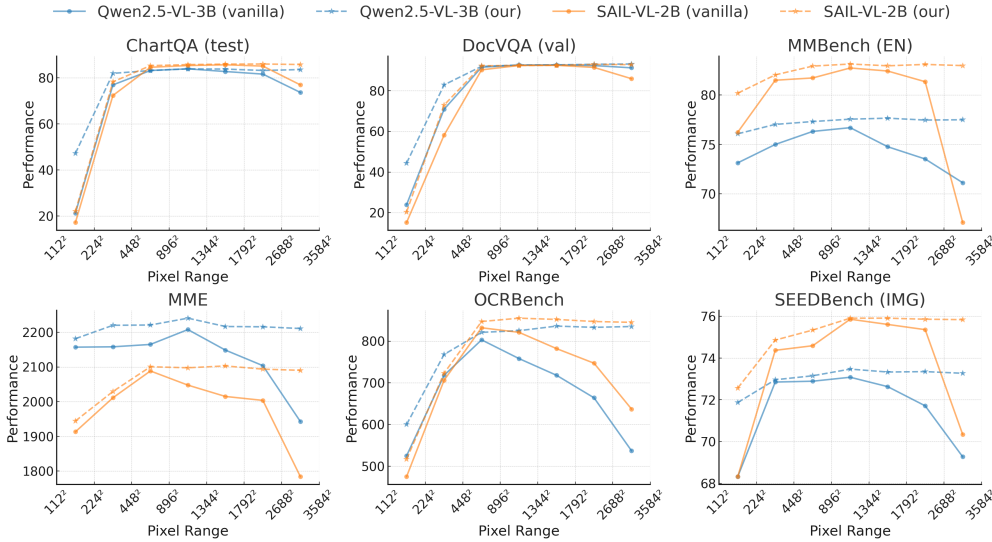 Qwen2.5-VL-3B (vanilla) Qwen2.5-VL-3B (our) SAIL-VL-2B (vanilla) SAIL-VL-2B (our)
ChartQA (test)
Performance
80
60
40
20
112² 224² 448² 896² 1344² 1792² 2688² 3584²
Pixel Range
DocVQA (val)
Performance
80
60
40
20
112² 224² 448² 896² 1344² 1792² 2688² 3584²
Pixel Range
MMBench (EN)
Performance
80
75
70
112² 224² 448² 896² 1344² 1792² 2688² 3584²
Pixel Range
MME
Performance
2200
2100
2000
1900
1800
112² 224² 448² 896² 1344² 1792² 2688² 3584²
Pixel Range
OCRBench
Performance
800
700
600
500
112² 224² 448² 896² 1344² 1792² 2688² 3584²
Pixel Range
SEEDBench (IMG)
Performance
76
74
72
70
68
112² 224² 448² 896² 1344² 1792² 2688² 3584²
Pixel Range